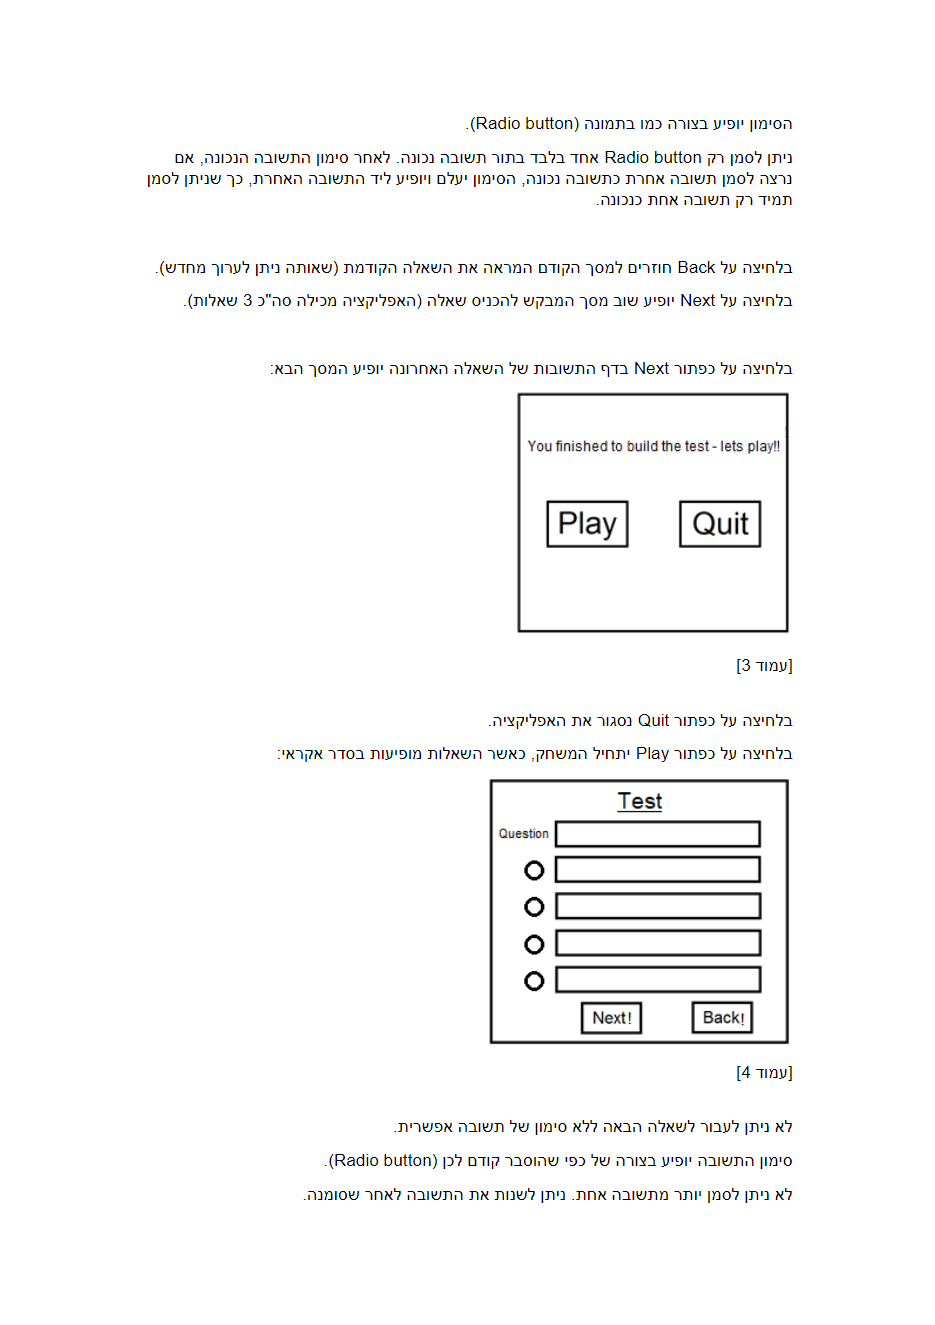 הסימון יופיע בצורה כמו בתמונה (Radio button).
ניתן לסמן רק Radio button אחד בלבד בתור תשובה נכונה. לאחר סימון התשובה הנכונה, אם
נרצה לסמן תשובה אחרת כתשובה נכונה, הסימון יעלם ויופיע ליד התשובה האחרת, כך שניתן לסמן
תמיד רק תשובה אחת כנכונה.
בלחיצה על Back חוזרים למסך הקודם המראה את השאלה הקודמת (שאותה ניתן לערוך מחדש).
בלחיצה על Next יופיע שוב מסך המבקש להכניס שאלה (האפליקציה מכילה סה"כ 3 שאלות).
בלחיצה על כפתור Next בדף התשובות של השאלה האחרונה יופיע המסך הבא:
You finished to build the test - lets play!!
Play Quit
[עמוד 3]
בלחיצה על כפתור Quit נסגור את האפליקציה.
בלחיצה על כפתור Play יתחיל המשחק, כאשר השאלות מופיעות בסדר אקראי:
Test
Question
Next! Back!
[עמוד 4]
לא ניתן לעבור לשאלה הבאה ללא סימון של תשובה אפשרית.
סימון התשובה יופיע בצורה של כפי שהוסבר קודם לכן (Radio button).
לא ניתן לסמן יותר מתשובה אחת. ניתן לשנות את התשובה לאחר שסומנה.